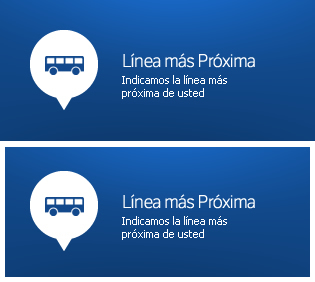 Línea más Próxima
Indicamos la línea más
próxima de usted
Línea más Próxima
Indicamos la línea más
próxima de usted